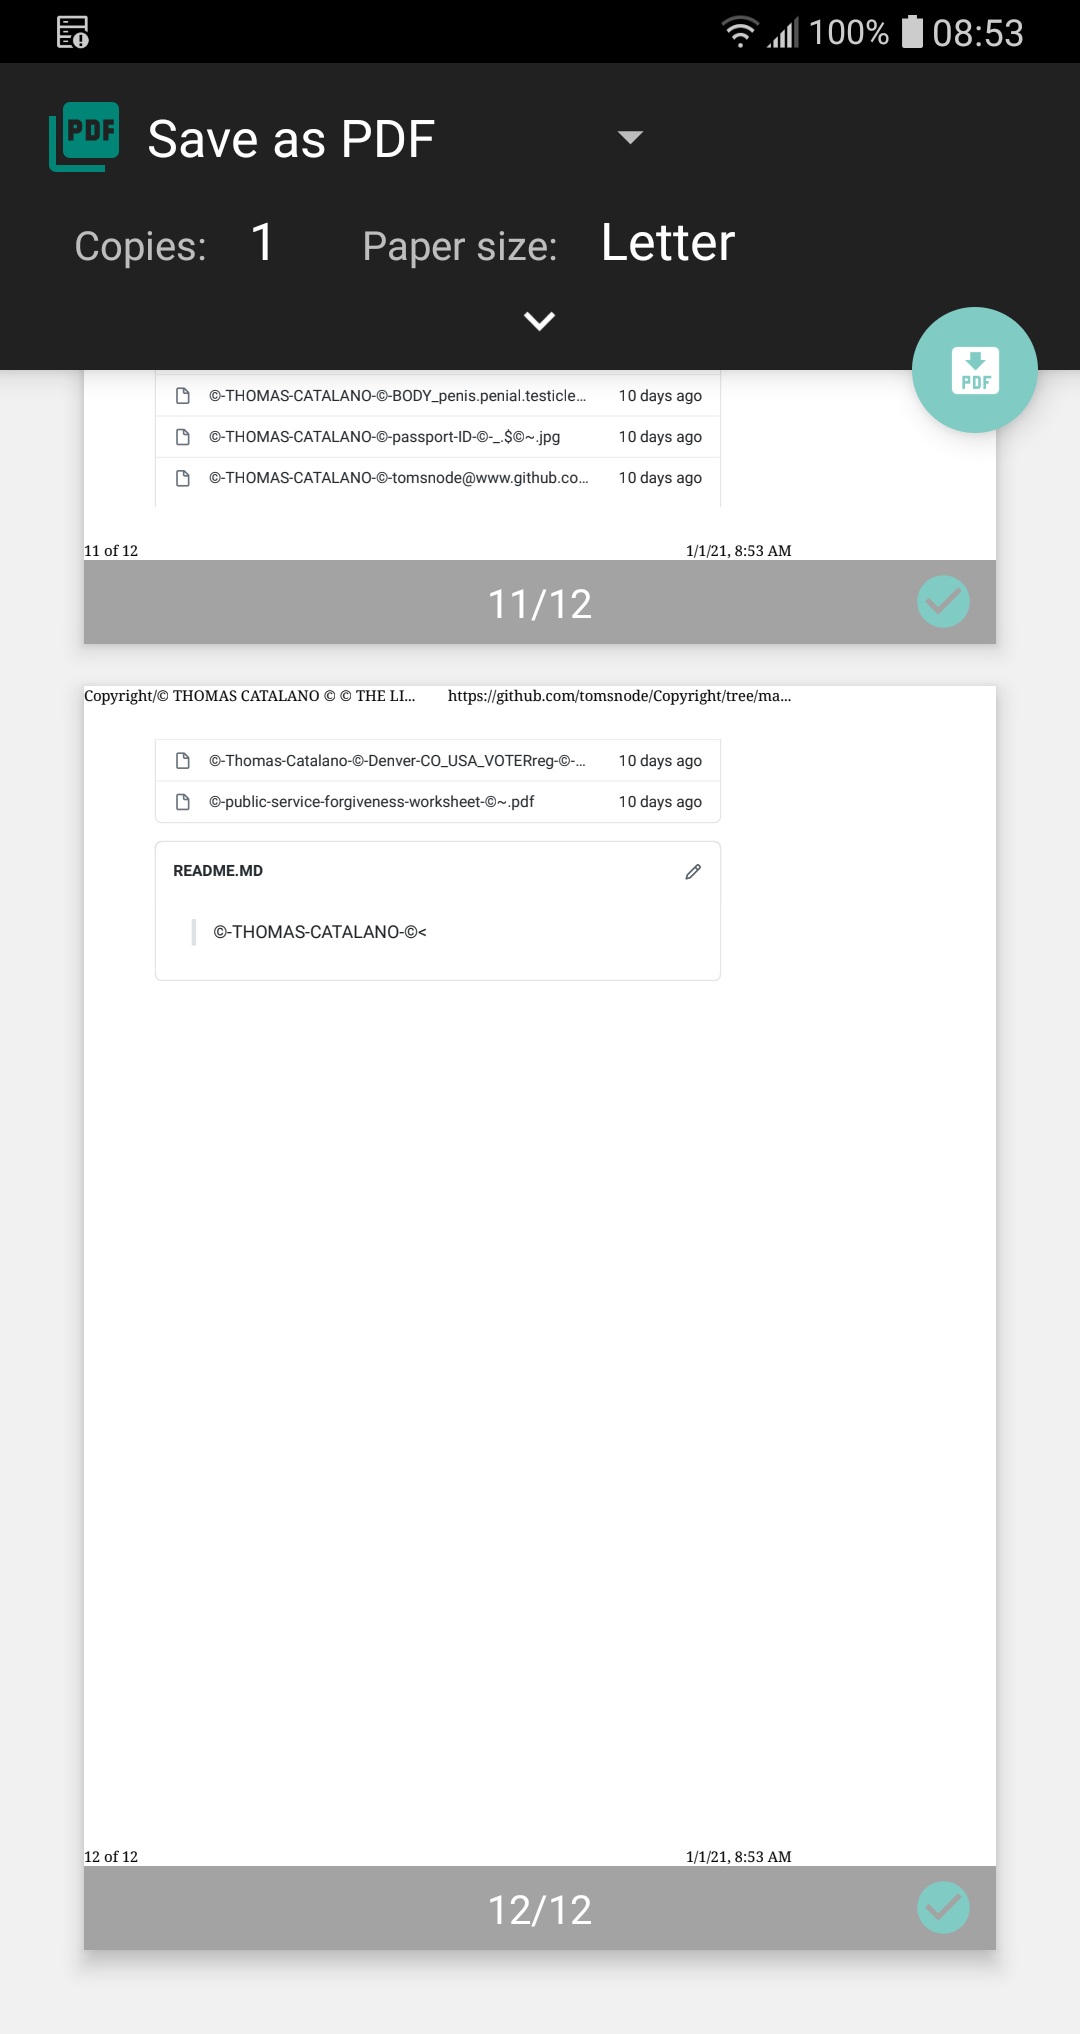 100% 08:53
PDF Save as PDF
Copies: 1 Paper size: Letter
PDF
©-THOMAS-CATALANO-©-BODY_penis.penial.testicle... 10 days ago
©-THOMAS-CATALANO-©-passport-ID-©-_.$©~.jpg 10 days ago
©-THOMAS-CATALANO-©-tomsnode@www.github.co... 10 days ago
11 of 12 1/1/21, 8:53 AM
11/12
Copyright/© THOMAS CATALANO © © THE LI... https://github.com/tomsnode/Copyright/tree/ma...
©-Thomas-Catalano-©-Denver-CO_USA_VOTERreg-©-... 10 days ago
©-public-service-forgiveness-worksheet-©~.pdf 10 days ago
README.MD
©-THOMAS-CATALANO-©<
12 of 12 1/1/21, 8:53 AM
12/12